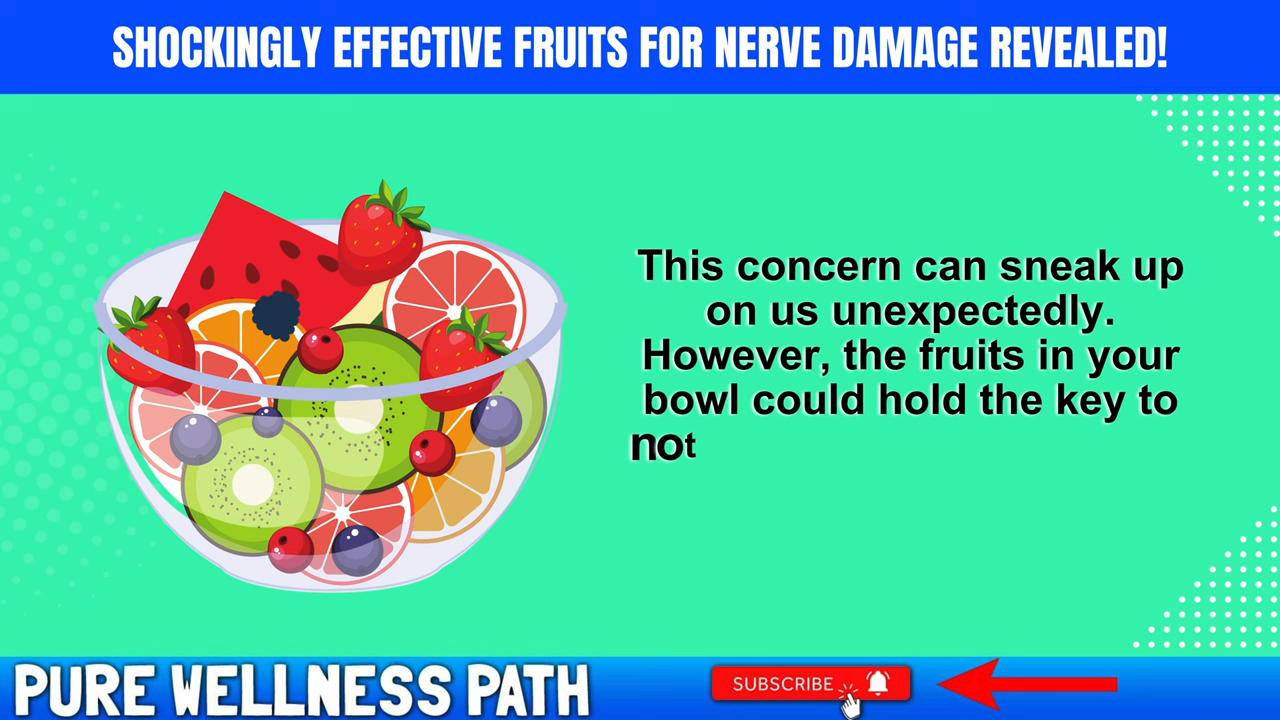 SHOCKINGLY EFFECTIVE FRUITS FOR NERVE DAMAGE REVEALED!
This concern can sneak up
on us unexpectedly.
However, the fruits in your
bowl could hold the key to
not
PURE WELLNESS PATH
SUBSCRIBE